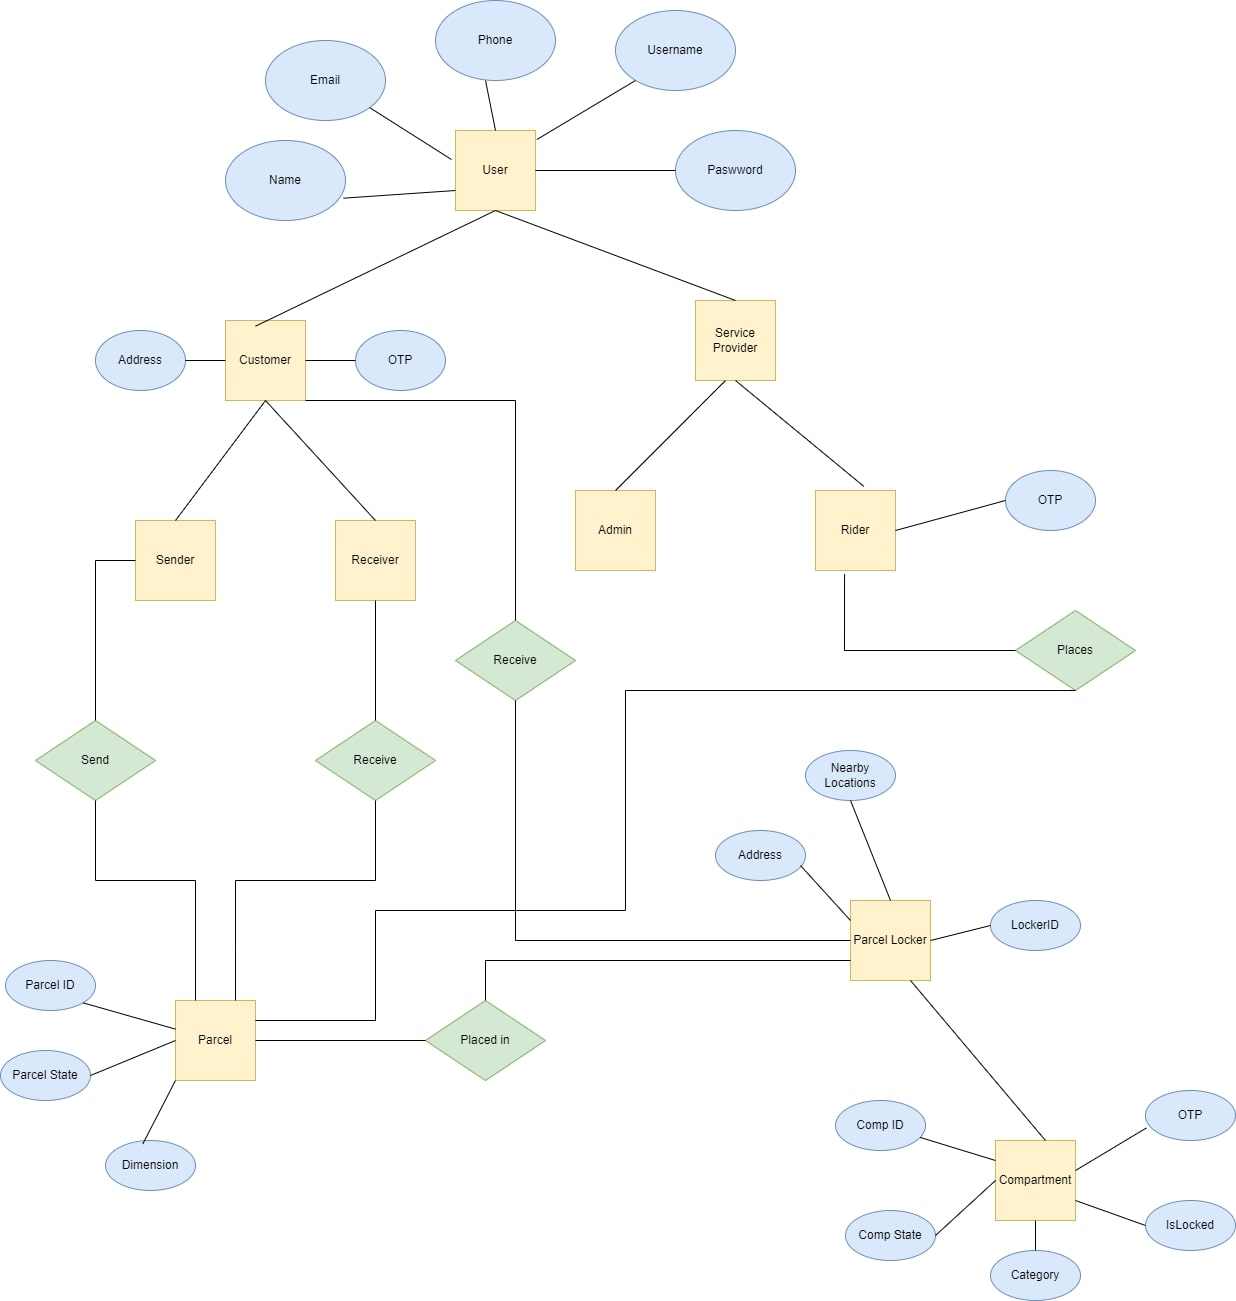 Phone
Username
Email
Name
User
Paswword
Service
Provider
Address
Customer
OTP
OTP
Admin
Rider
Sender
Receiver
Receive
Places
Send
Receive
Nearby
Locations
Address
LockerID
Parcel Locker
Parcel ID
Parcel
Placed in
Parcel State
Dimension
Comp ID
OTP
Compartment
Comp State
IsLocked
Category